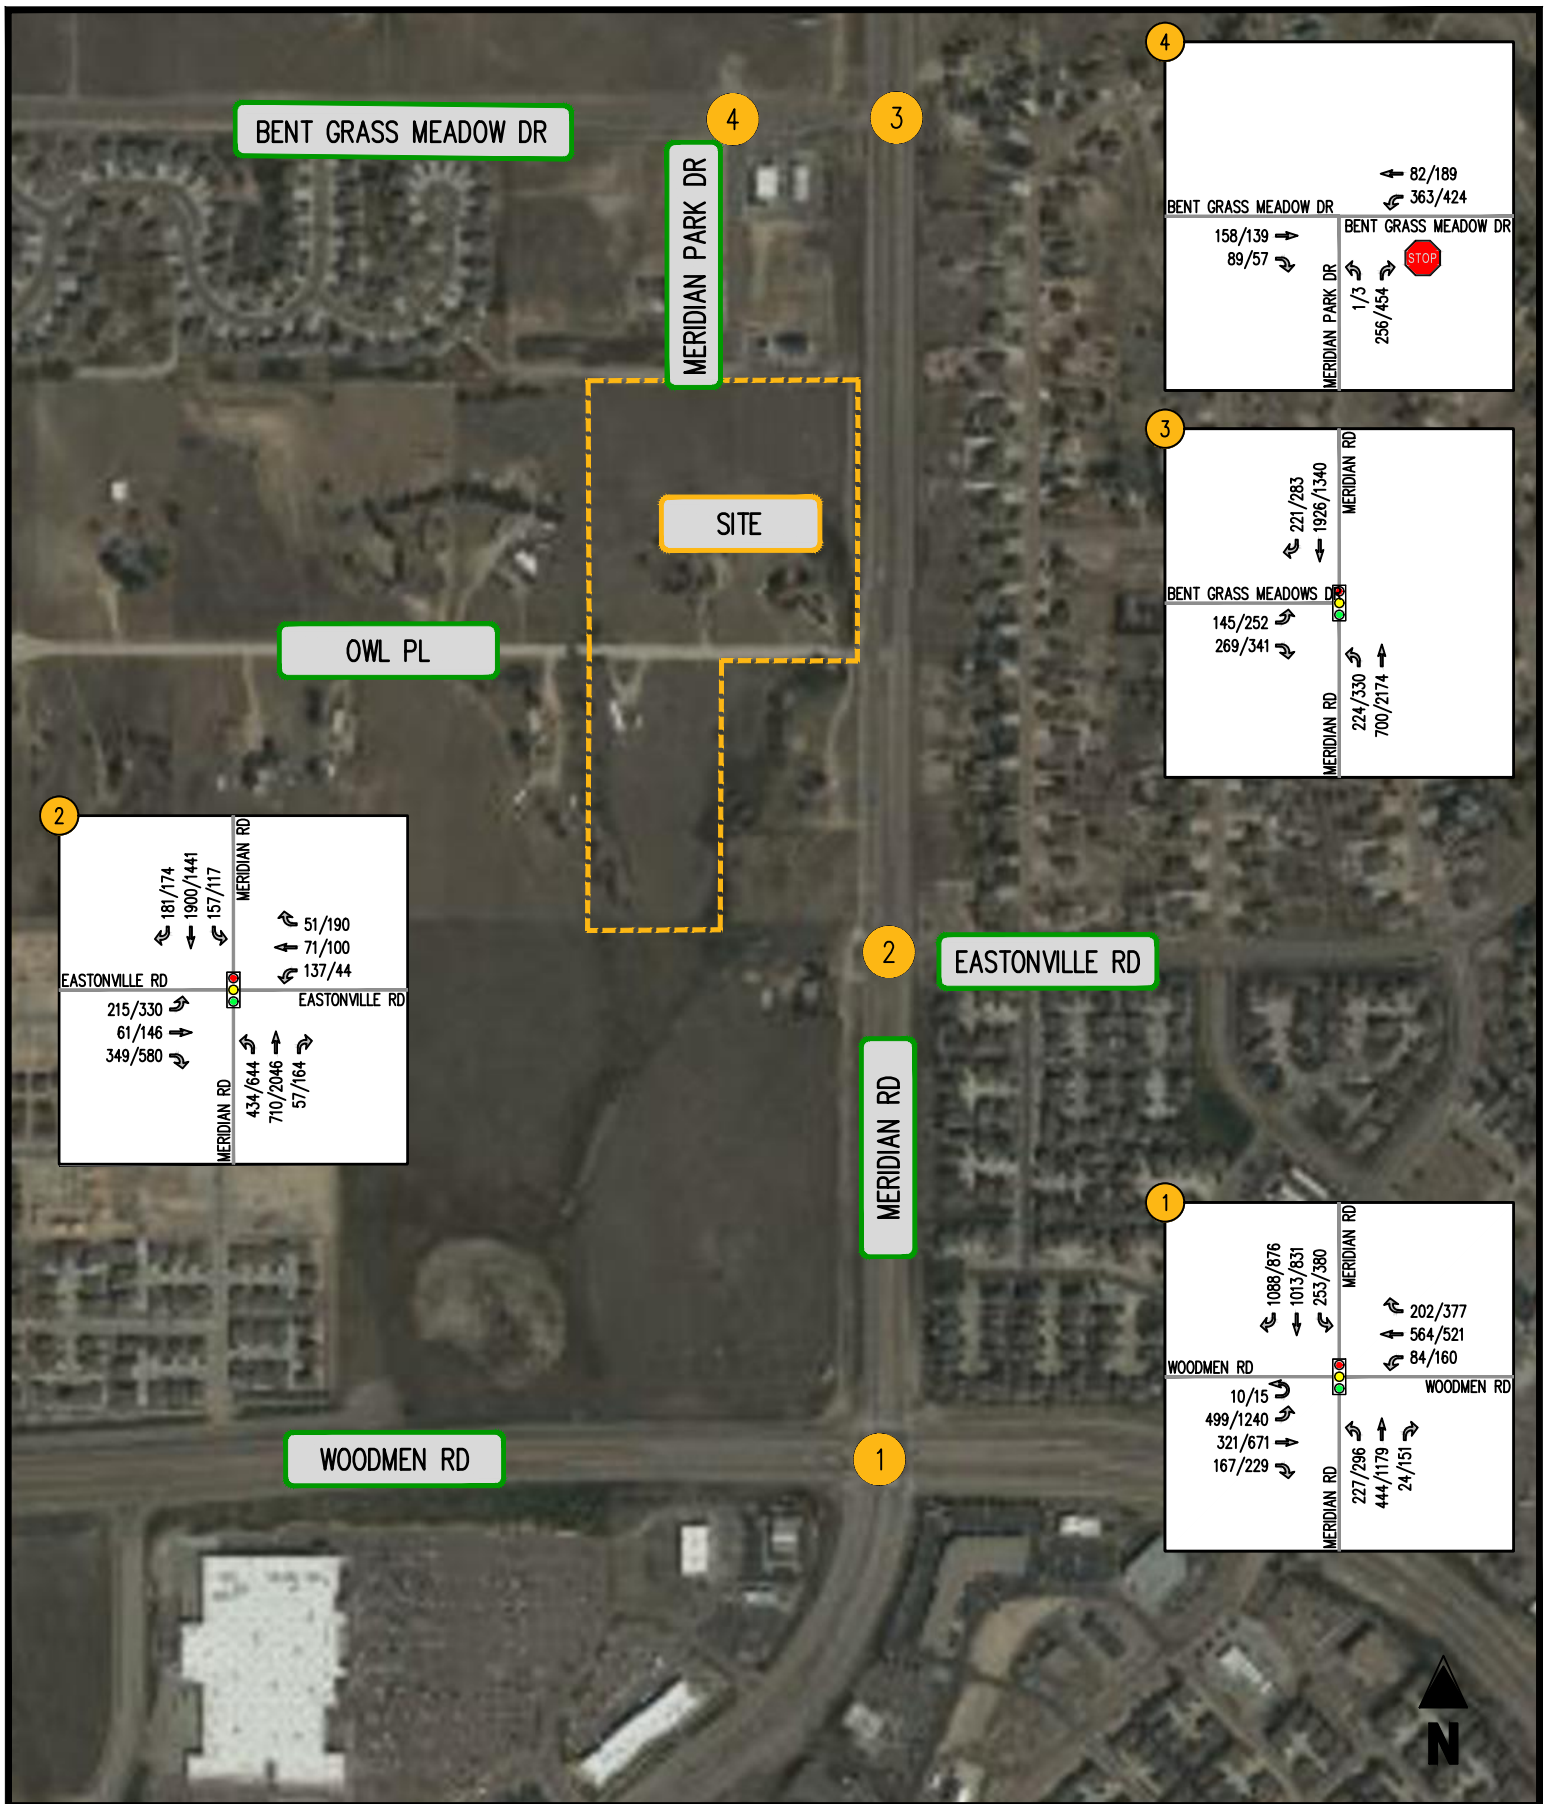 BENT GRASS MEADOW DR
4
3
MERIDIAN PARK DR
SITE
OWL PL
2
EASTONVILLE RD
MERIDIAN RD
WOODMEN RD
1
4
82/189
363/424
BENT GRASS MEADOW DR
BENT GRASS MEADOW DR
158/139
89/57
STOP
MERIDIAN PARK DR
1/3
256/454
3
MERIDIAN RD
221/283
1926/1340
BENT GRASS MEADOWS DR
145/252
269/341
MERIDIAN RD
224/330
700/2174
2
MERIDIAN RD
181/174
1900/1441
157/117
51/190
71/100
137/44
EASTONVILLE RD
EASTONVILLE RD
215/330
61/146
349/580
MERIDIAN RD
434/644
710/2046
57/164
1
MERIDIAN RD
1088/876
1013/831
253/380
202/377
564/521
84/160
WOODMEN RD
WOODMEN RD
10/15
499/1240
321/671
167/229
MERIDIAN RD
227/296
444/1179
24/151
N